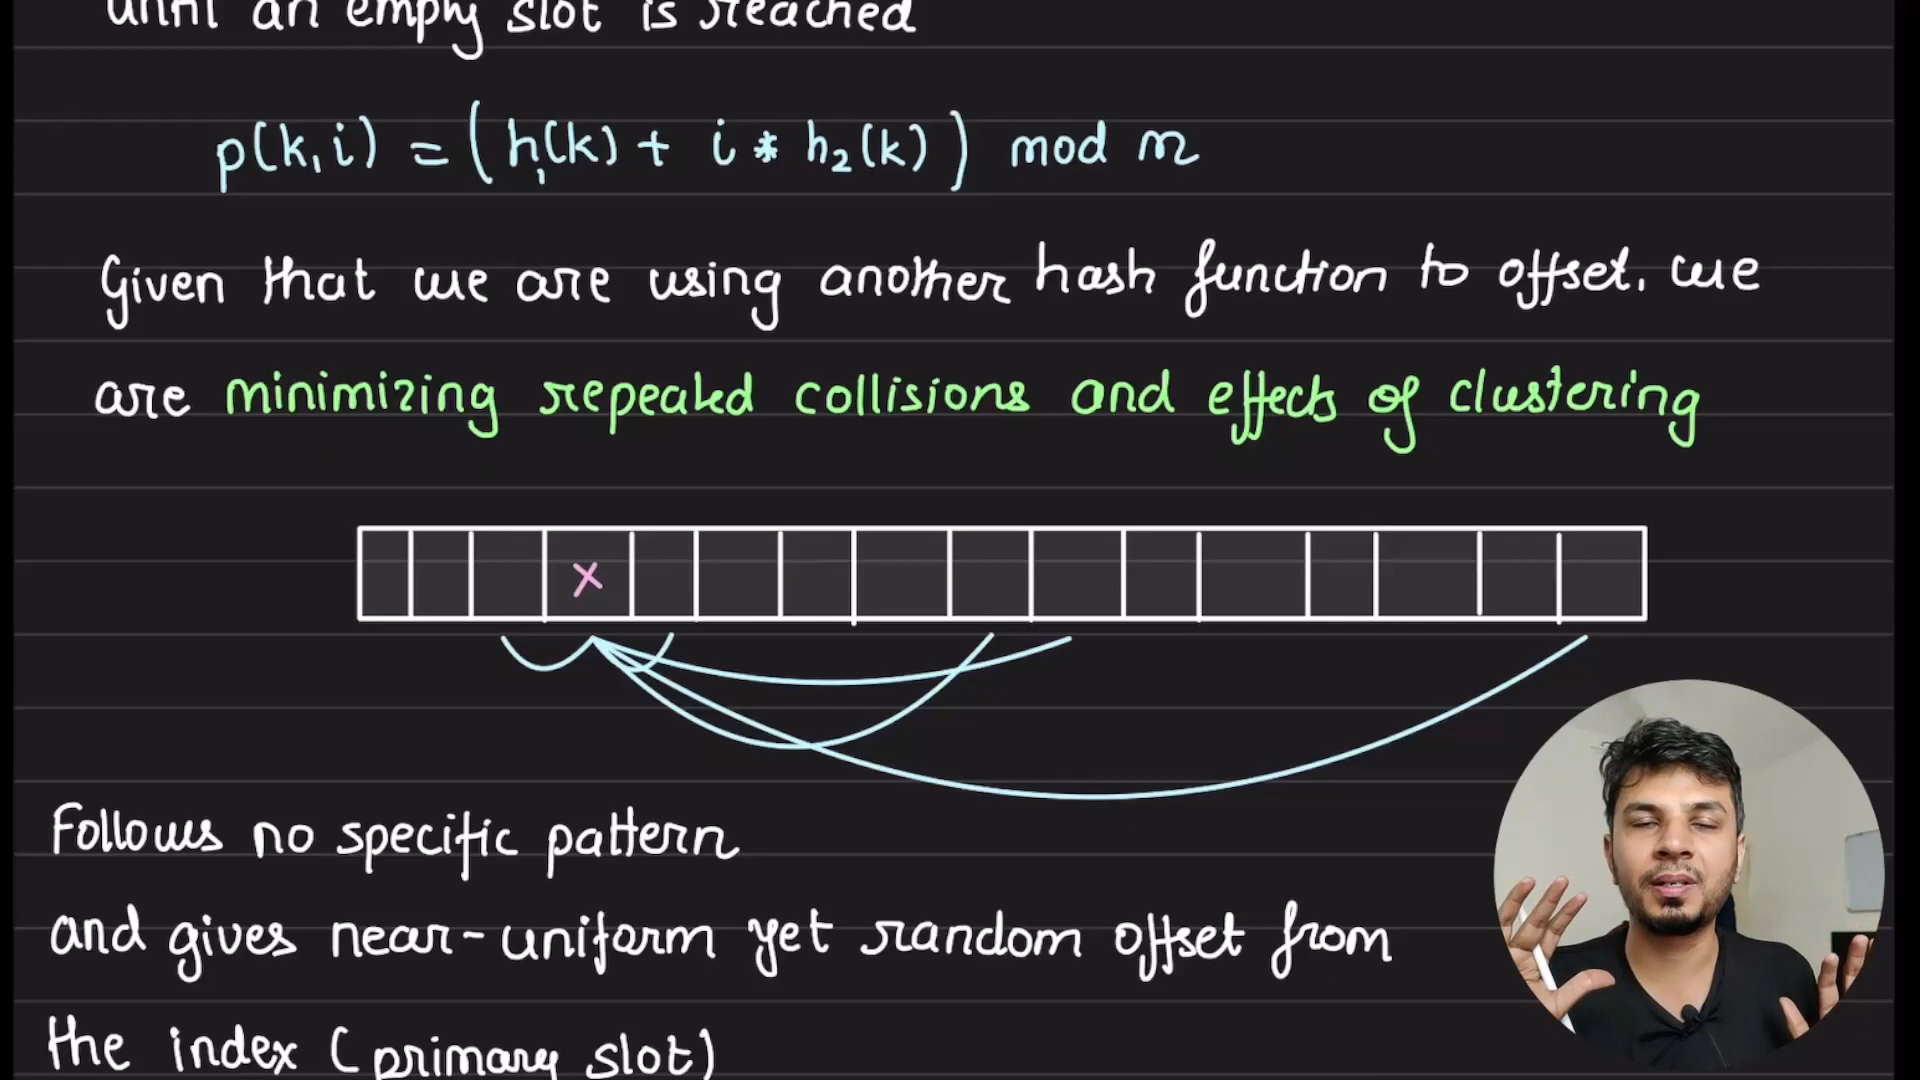 until an empty slot is reached
p(k,i) = (h₁(k) + i * h₂(k)) mod m
Given that we are using another hash function to offset, we
are minimizing repeated collisions and effects of clustering
x
Follows no specific pattern
and gives near-uniform yet random offset from
the index (primary slot)